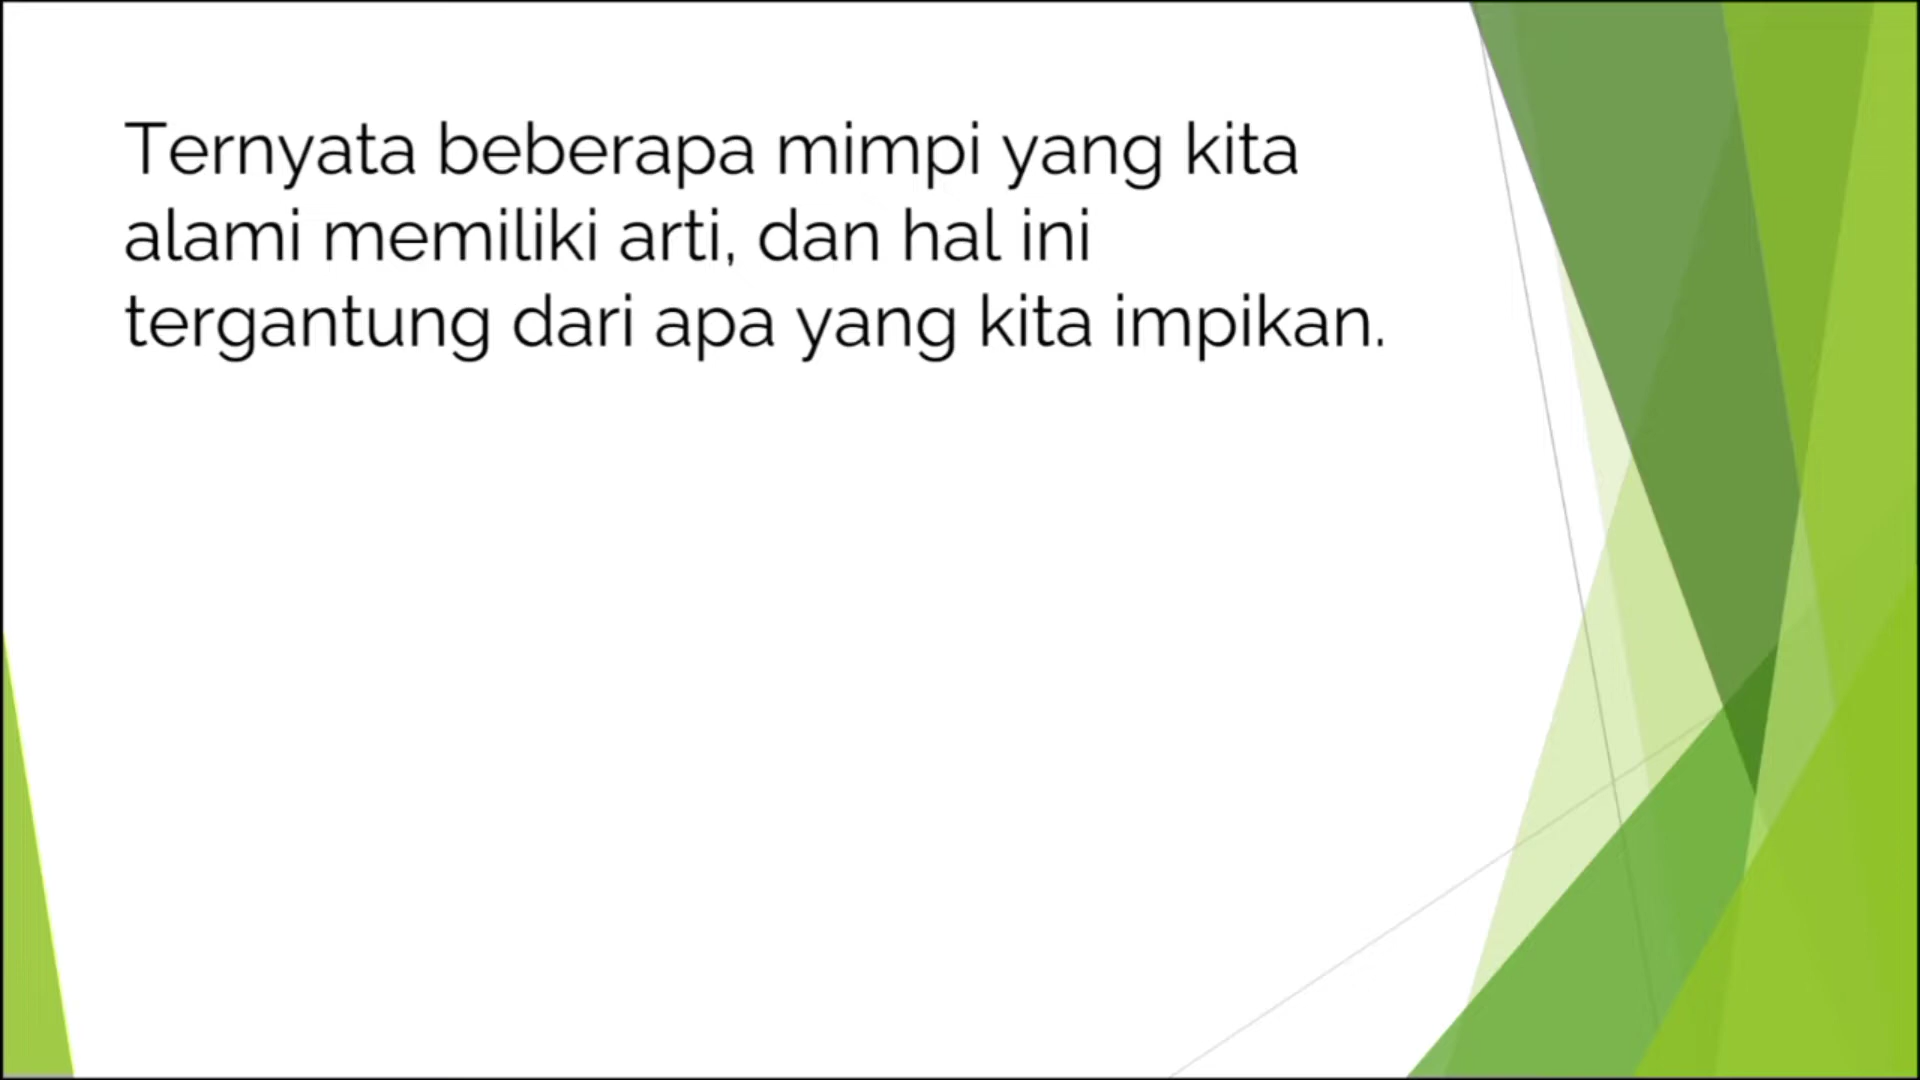 Ternyata beberapa mimpi yang kita
alami memiliki arti, dan hal ini
tergantung dari apa yang kita impikan.